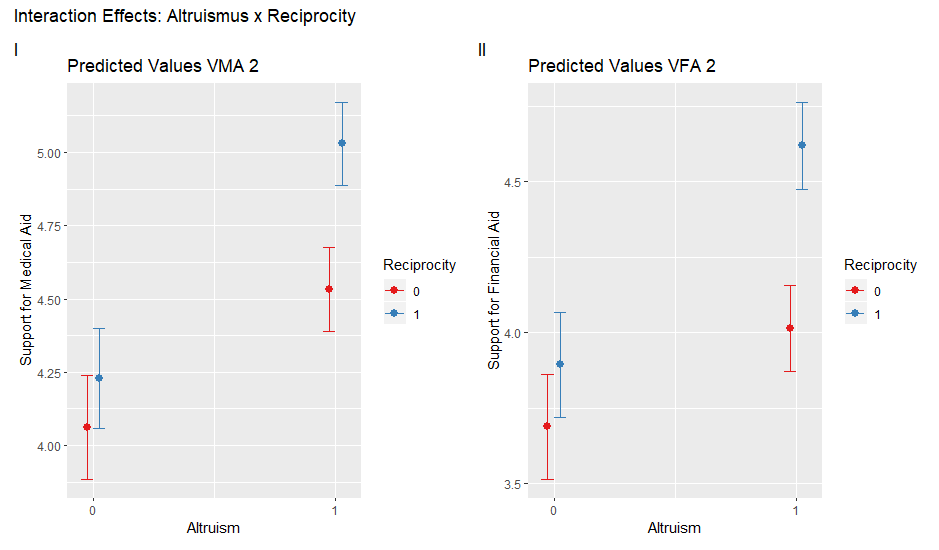 Interaction Effects: Altruismus x Reciprocity
I
Predicted Values VMA 2
Support for Medical Aid
5.00
4.75
4.50
4.25
4.00
0
1
Altruism
Reciprocity
0
1
II
Predicted Values VFA 2
Support for Financial Aid
4.5
4.0
3.5
0
1
Altruism
Reciprocity
0
1